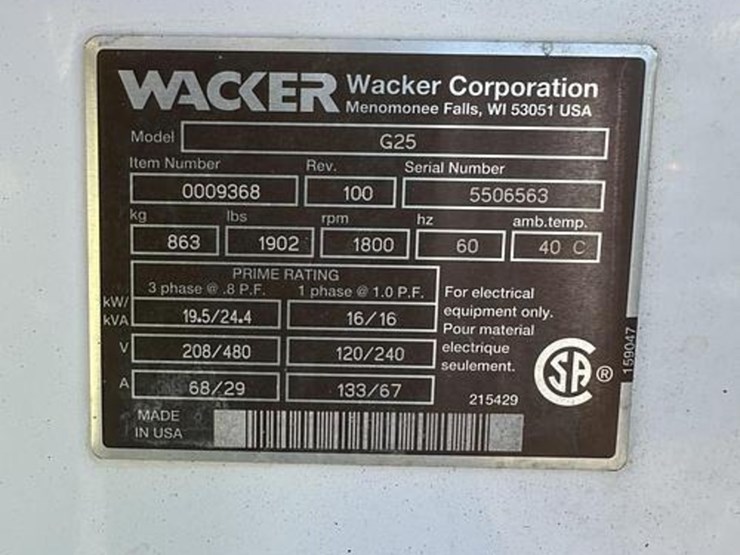 WACKER Wacker Corporation
Menomonee Falls, WI 53051 USA
Model G25
Item Number Rev. Serial Number
0009368 100 5506563
kg lbs rpm hz amb.temp.
863 1902 1800 60 40 C
PRIME RATING
3 phase @ .8 P.F. 1 phase @ 1.0 P.F.
kW/kVA 19.5/24.4 16/16
V 208/480 120/240
A 68/29 133/67
For electrical
equipment only.
Pour material
electrique
seulement.
SA ®
215429
159047
MADE
IN USA